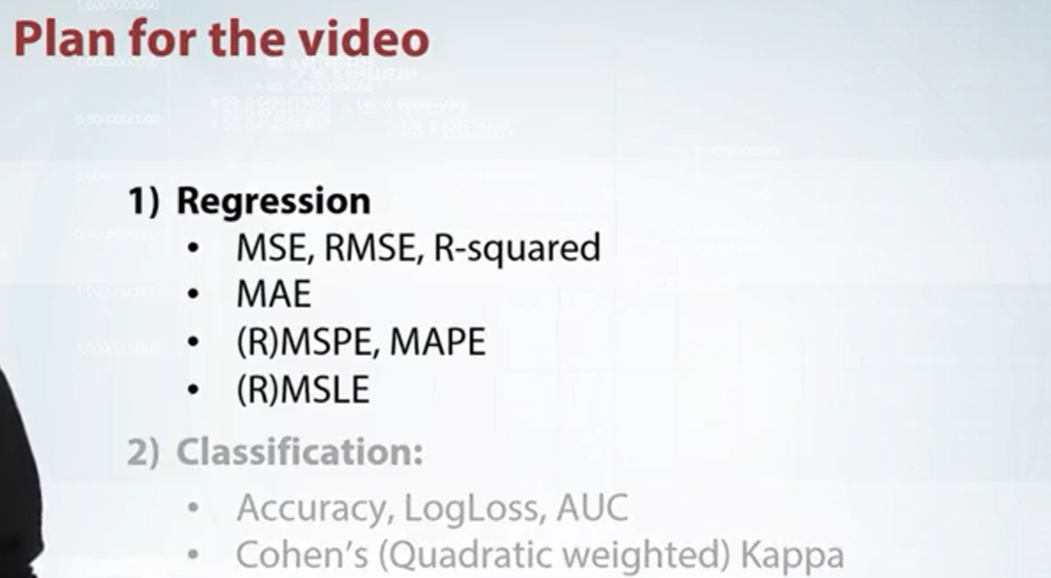 Plan for the video
1) Regression
• MSE, RMSE, R-squared
• MAE
• (R)MSPE, MAPE
• (R)MSLE
2) Classification:
• Accuracy, LogLoss, AUC
• Cohen's (Quadratic weighted) Kappa